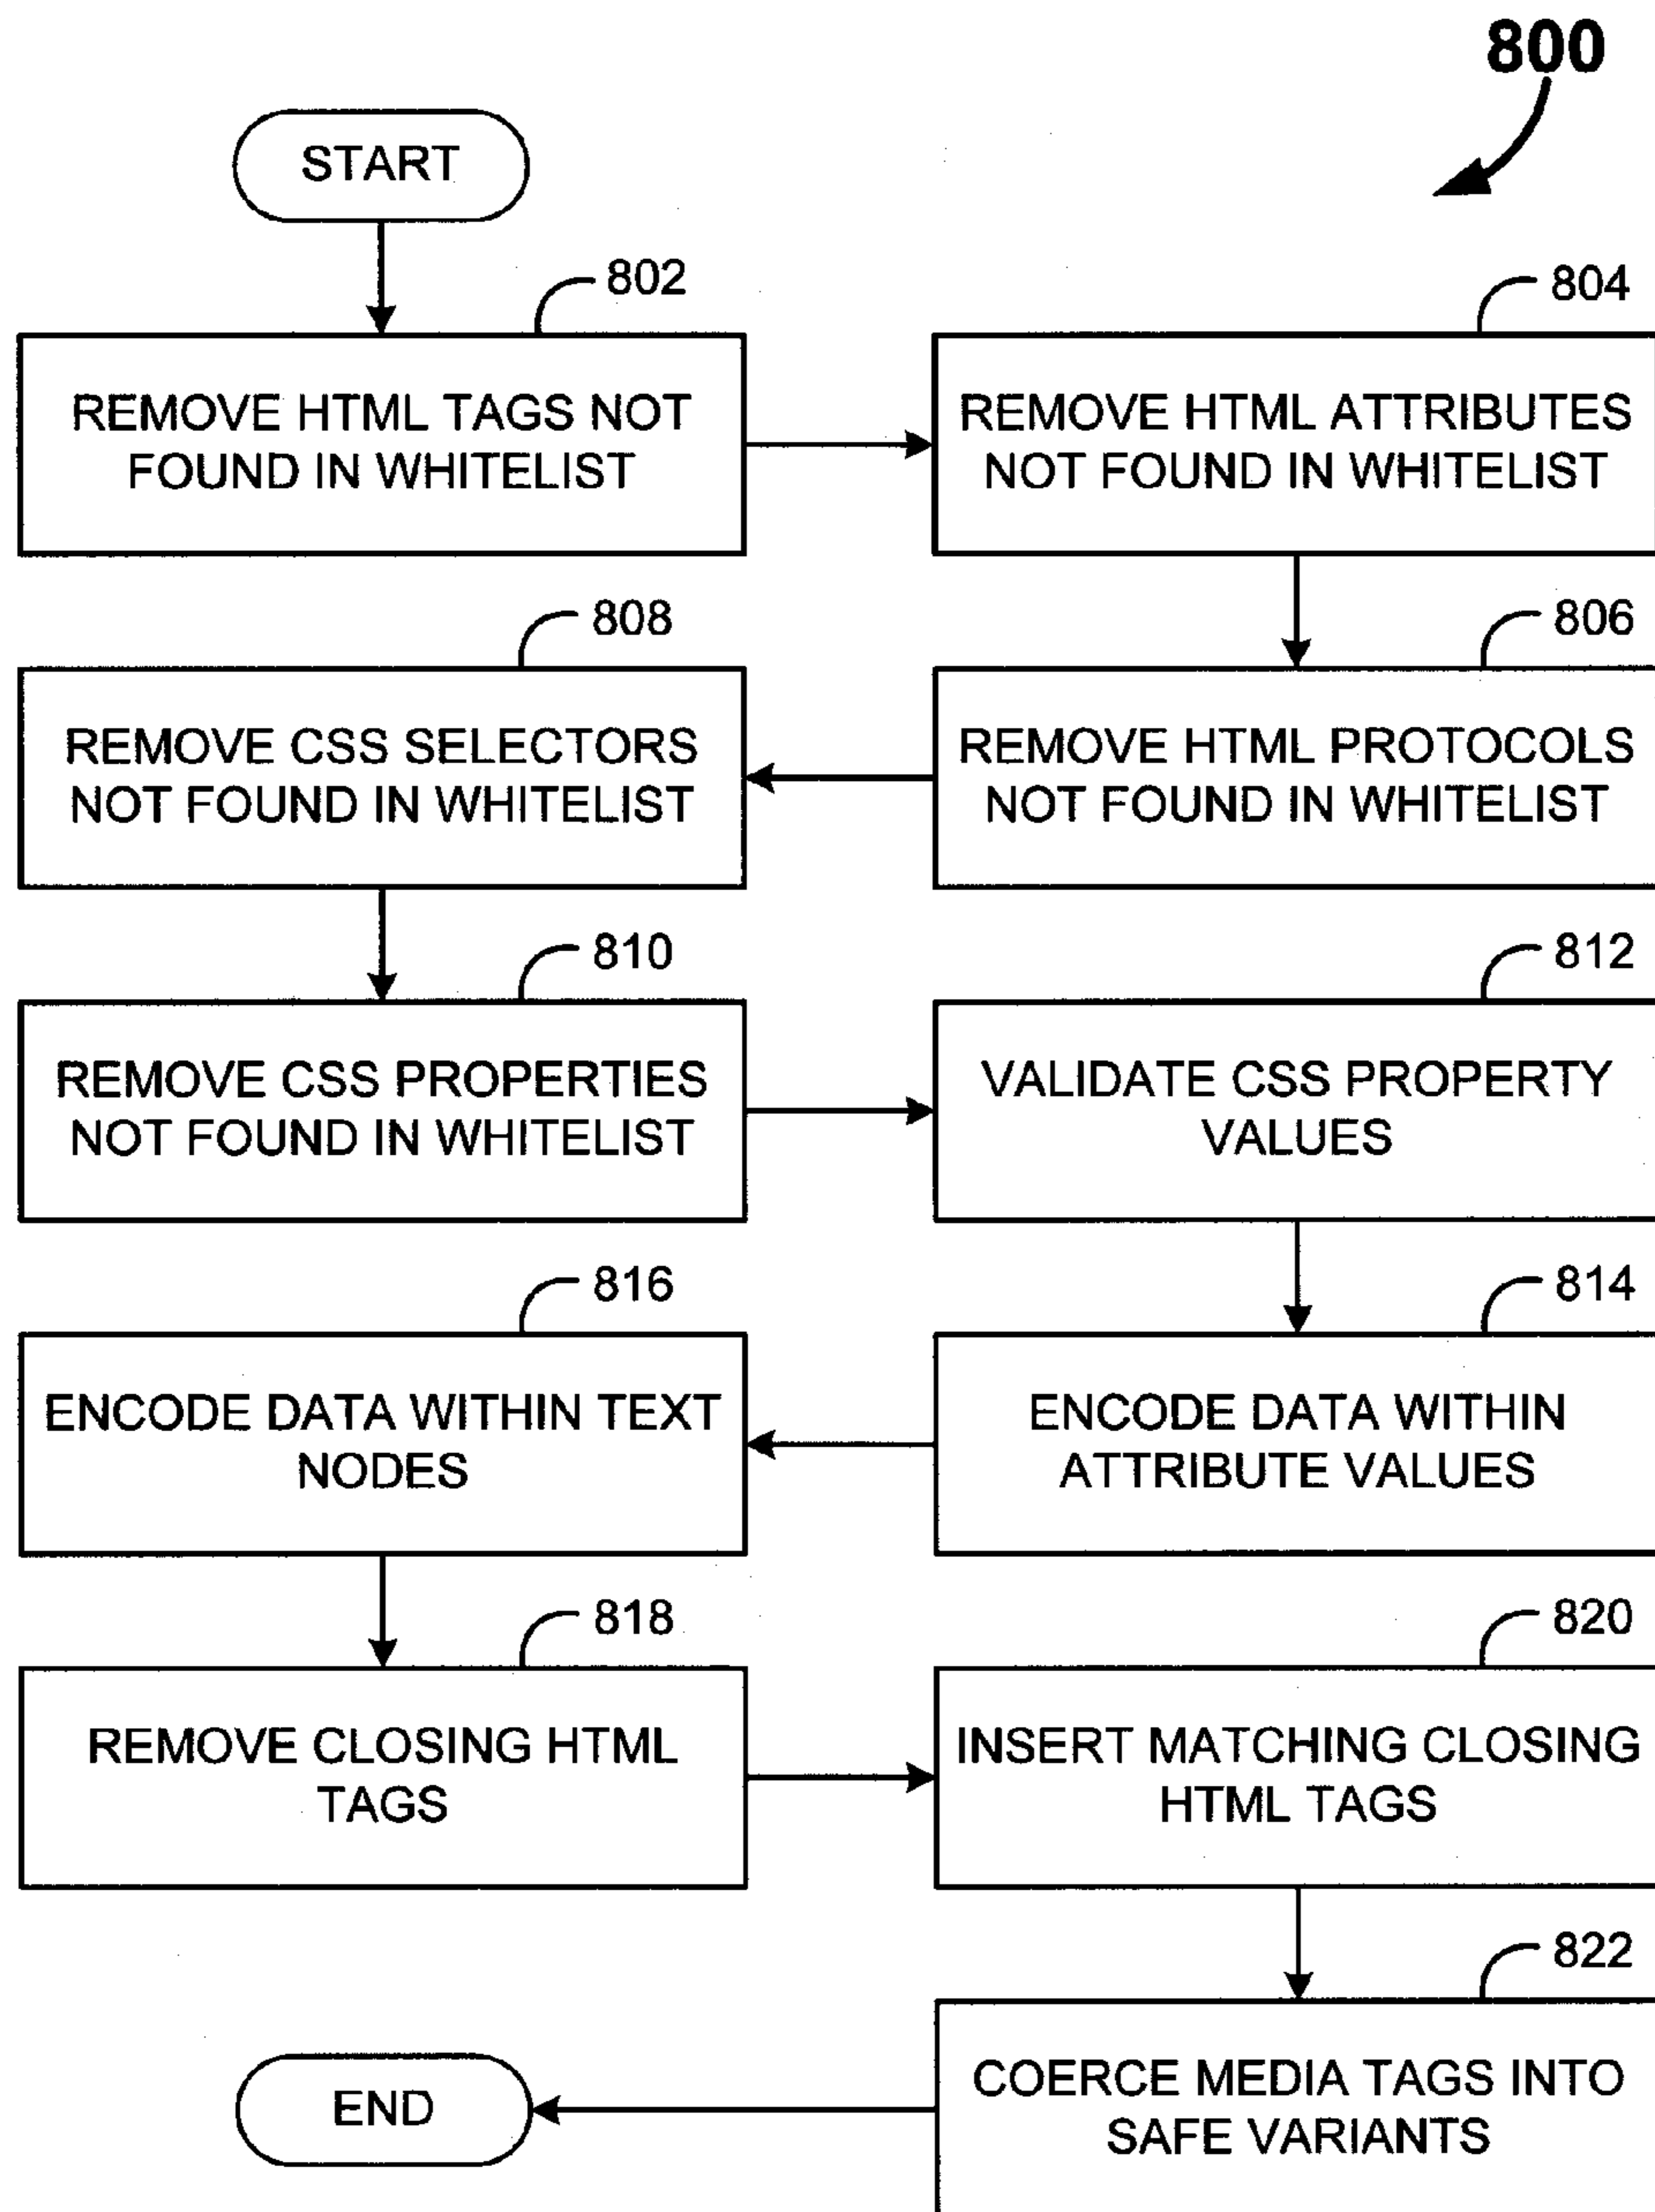 800
START
802
REMOVE HTML TAGS NOT
FOUND IN WHITELIST
804
REMOVE HTML ATTRIBUTES
NOT FOUND IN WHITELIST
806
REMOVE HTML PROTOCOLS
NOT FOUND IN WHITELIST
808
REMOVE CSS SELECTORS
NOT FOUND IN WHITELIST
810
REMOVE CSS PROPERTIES
NOT FOUND IN WHITELIST
812
VALIDATE CSS PROPERTY
VALUES
814
ENCODE DATA WITHIN
ATTRIBUTE VALUES
816
ENCODE DATA WITHIN TEXT
NODES
818
REMOVE CLOSING HTML
TAGS
820
INSERT MATCHING CLOSING
HTML TAGS
822
COERCE MEDIA TAGS INTO
SAFE VARIANTS
END